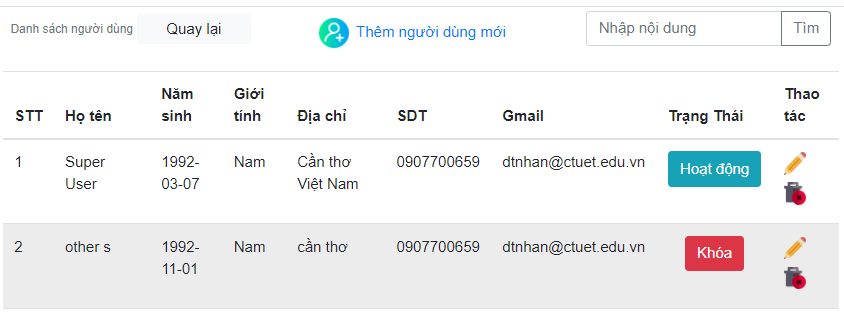 Danh sách người dùng Quay lại Thêm người dùng mới Nhập nội dung Tìm
STT Họ tên Năm sinh Giới tính Địa chỉ SDT Gmail Trạng Thái Thao tác
1 Super User 1992-03-07 Nam Cần thơ Việt Nam 0907700659 dtnhan@ctuet.edu.vn Hoạt động
2 other s 1992-11-01 Nam cần thơ 0907700659 dtnhan@ctuet.edu.vn Khóa